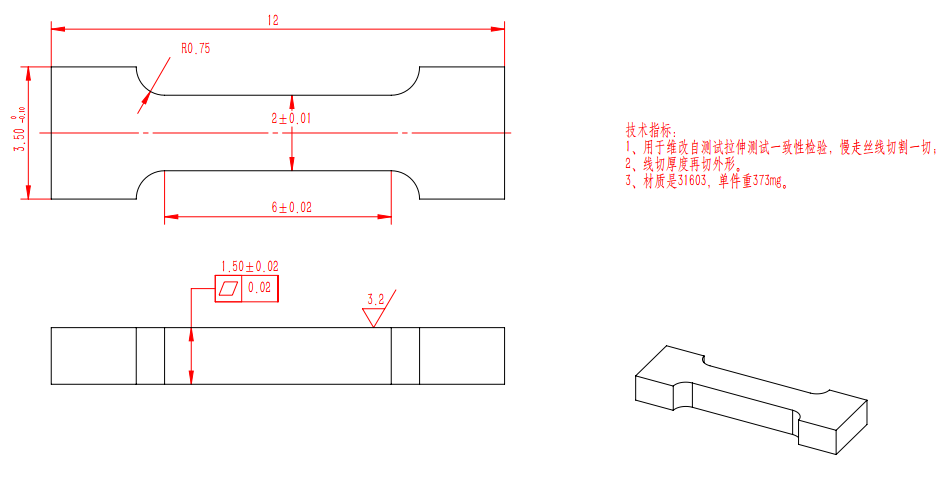 12
R0.75
3.50 0 -0.10
2±0.01
6±0.02
技术指标:
1、用于维改自测试拉伸测试一致性检验, 慢走丝线切割一切;
2、线切厚度再切外形。
3、材质是31603, 单件重373mg。
1.50±0.02
0.02
3.2